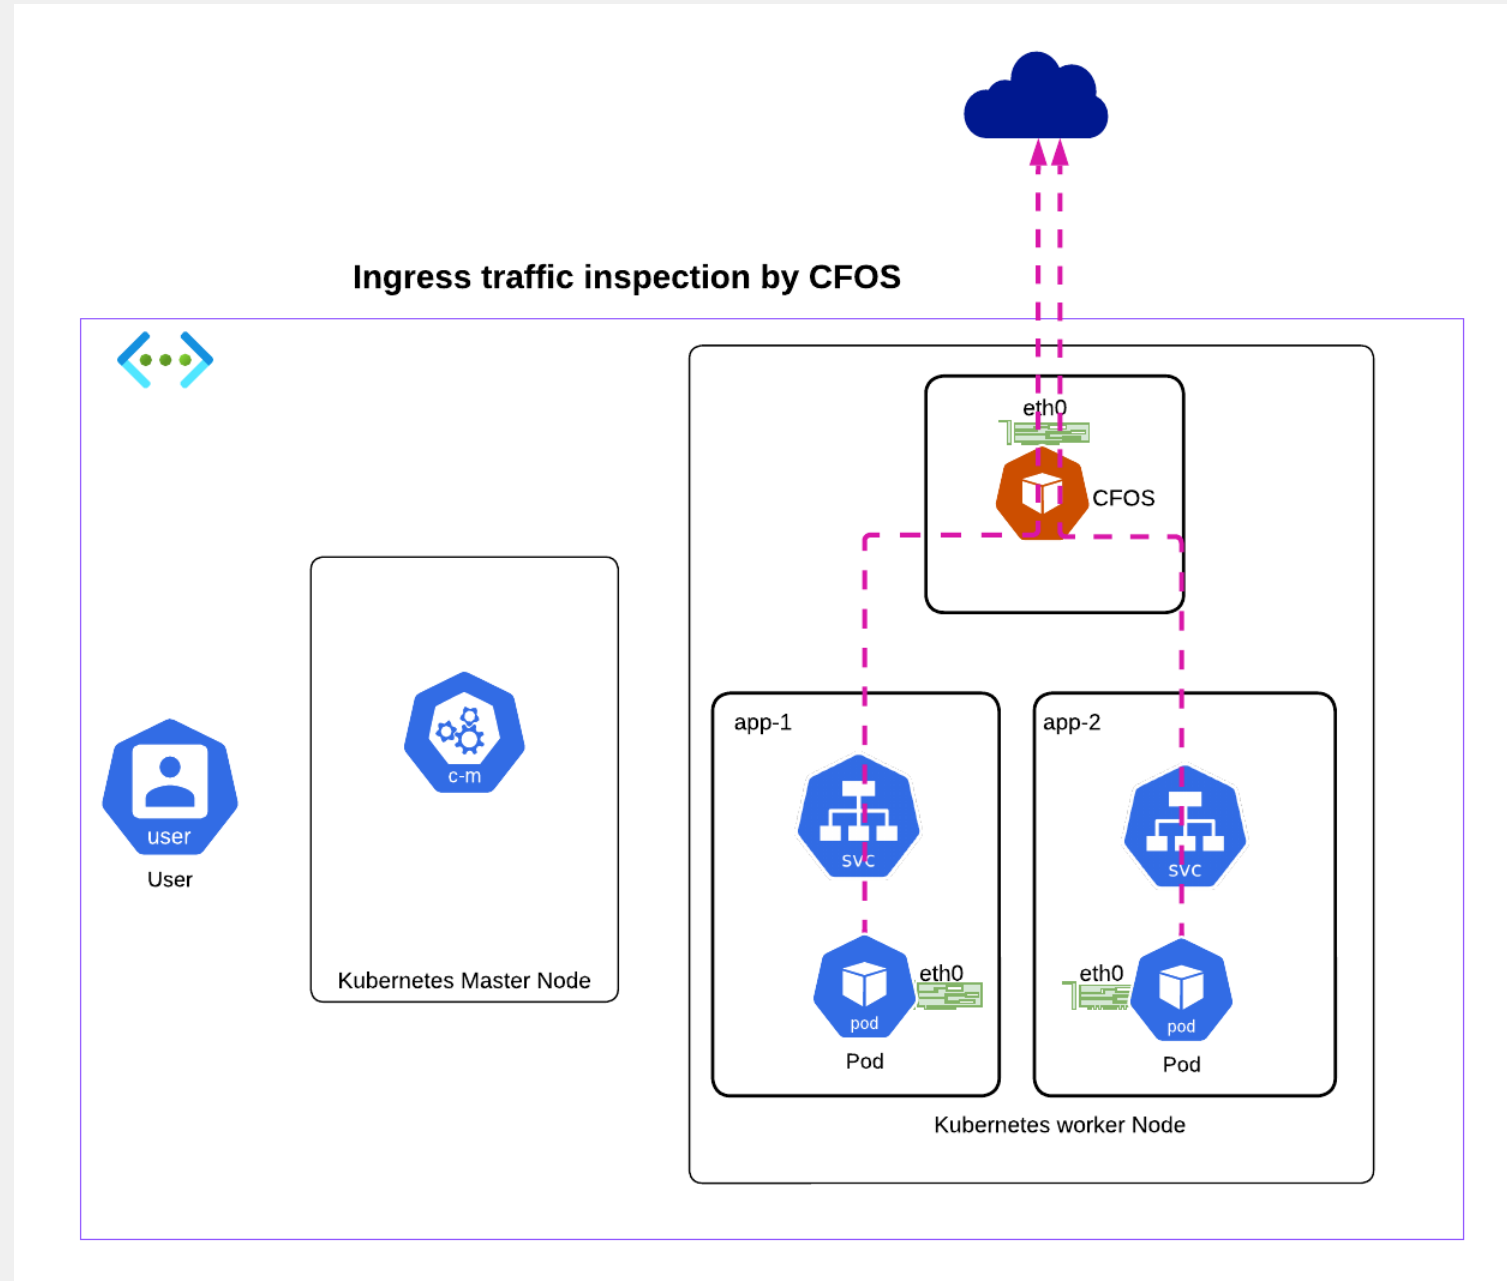 Ingress traffic inspection by CFOS
eth0
CFOS
c-m
Kubernetes Master Node
user
User
app-1
svc
eth0
pod
Pod
app-2
svc
eth0
pod
Pod
Kubernetes worker Node